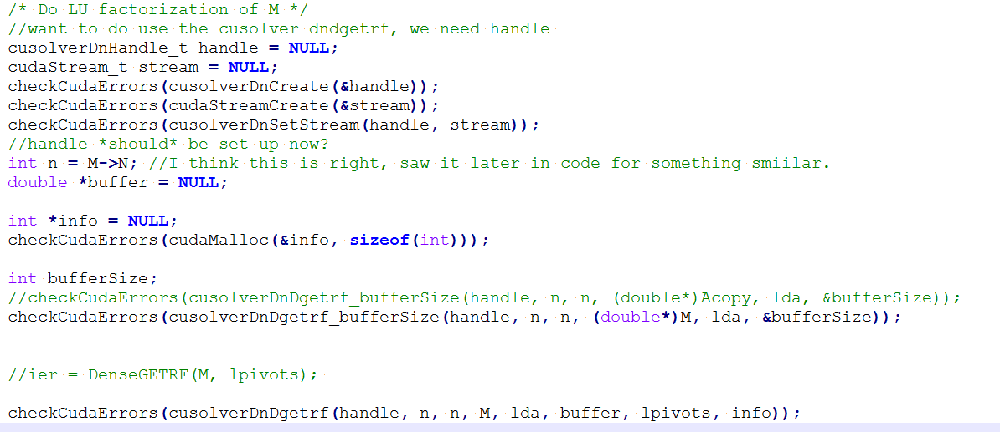 /* Do LU factorization of M */
//want to do use the cusolver dndgetrf, we need handle
cusolverDnHandle_t handle = NULL;
cudaStream_t stream = NULL;
checkCudaErrors(cusolverDnCreate(&handle));
checkCudaErrors(cudaStreamCreate(&stream));
checkCudaErrors(cusolverDnSetStream(handle, stream));
//handle *should* be set up now?
int n = M->N; //I think this is right, saw it later in code for something smiilar.
double *buffer = NULL;
int *info = NULL;
checkCudaErrors(cudaMalloc(&info, sizeof(int)));
int bufferSize;
//checkCudaErrors(cusolverDnDgetrf_bufferSize(handle, n, n, (double*)Acopy, lda, &bufferSize));
checkCudaErrors(cusolverDnDgetrf_bufferSize(handle, n, n, (double*)M, lda, &bufferSize));
//ier = DenseGETRF(M, lpivots);
checkCudaErrors(cusolverDnDgetrf(handle, n, n, M, lda, buffer, lpivots, info));